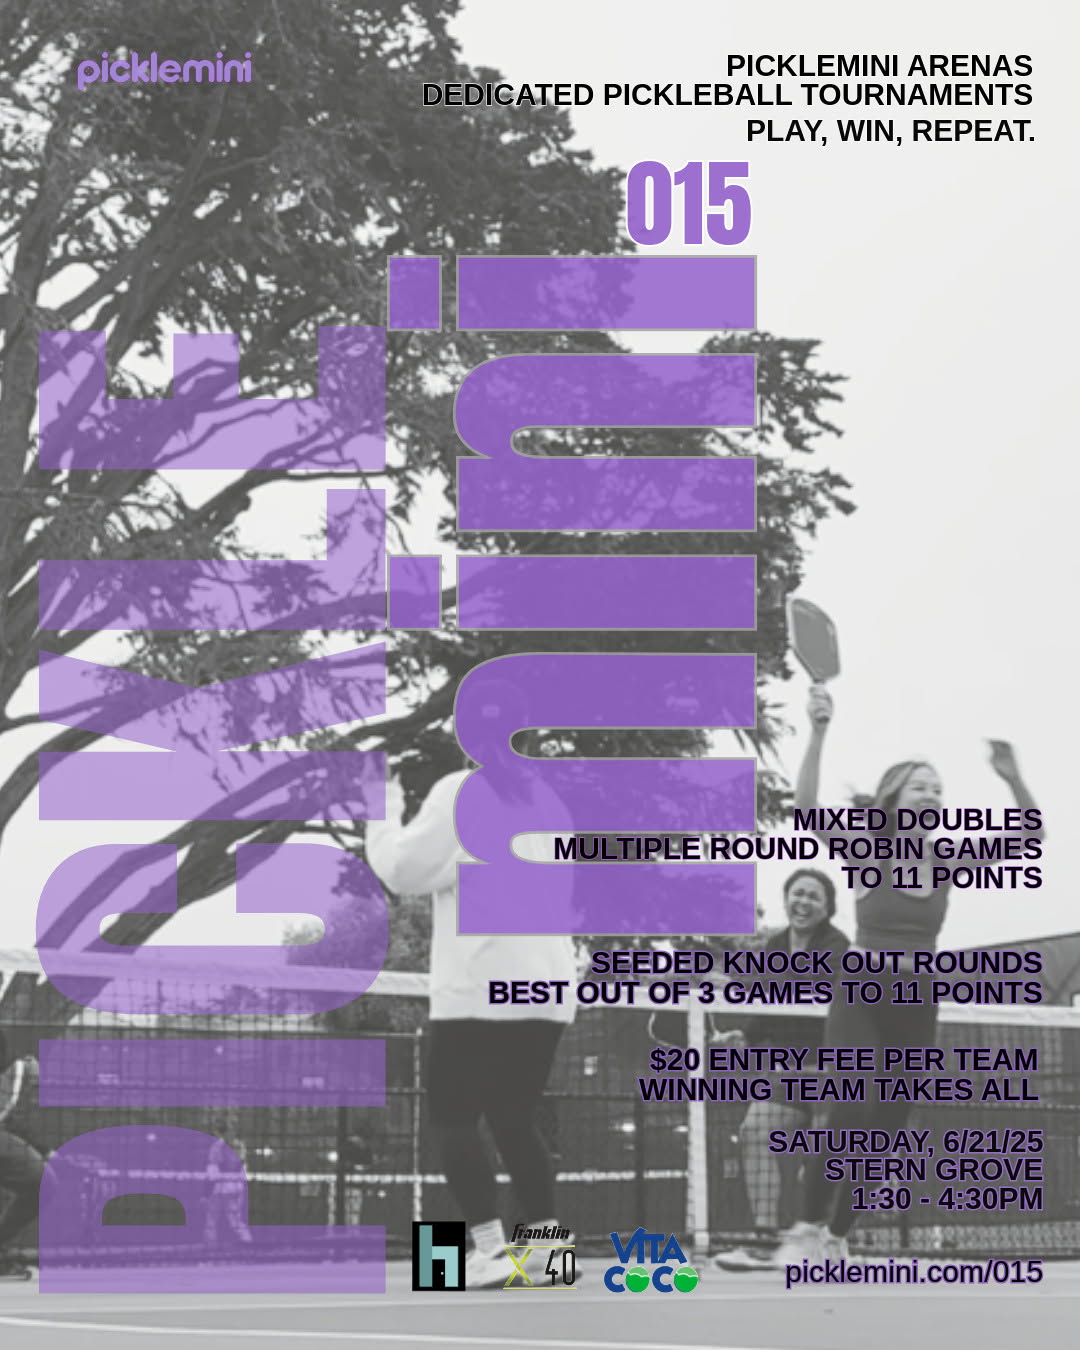 picklemini
PICKLEMINI ARENAS
DEDICATED PICKLEBALL TOURNAMENTS
PLAY, WIN, REPEAT.
015
PICKLE
mini
MIXED DOUBLES
MULTIPLE ROUND ROBIN GAMES
TO 11 POINTS
SEEDED KNOCK OUT ROUNDS
BEST OUT OF 3 GAMES TO 11 POINTS
$20 ENTRY FEE PER TEAM
WINNING TEAM TAKES ALL
SATURDAY, 6/21/25
STERN GROVE
1:30 - 4:30PM
h
franklin
X 40
VITA
COCO
picklemini.com/015